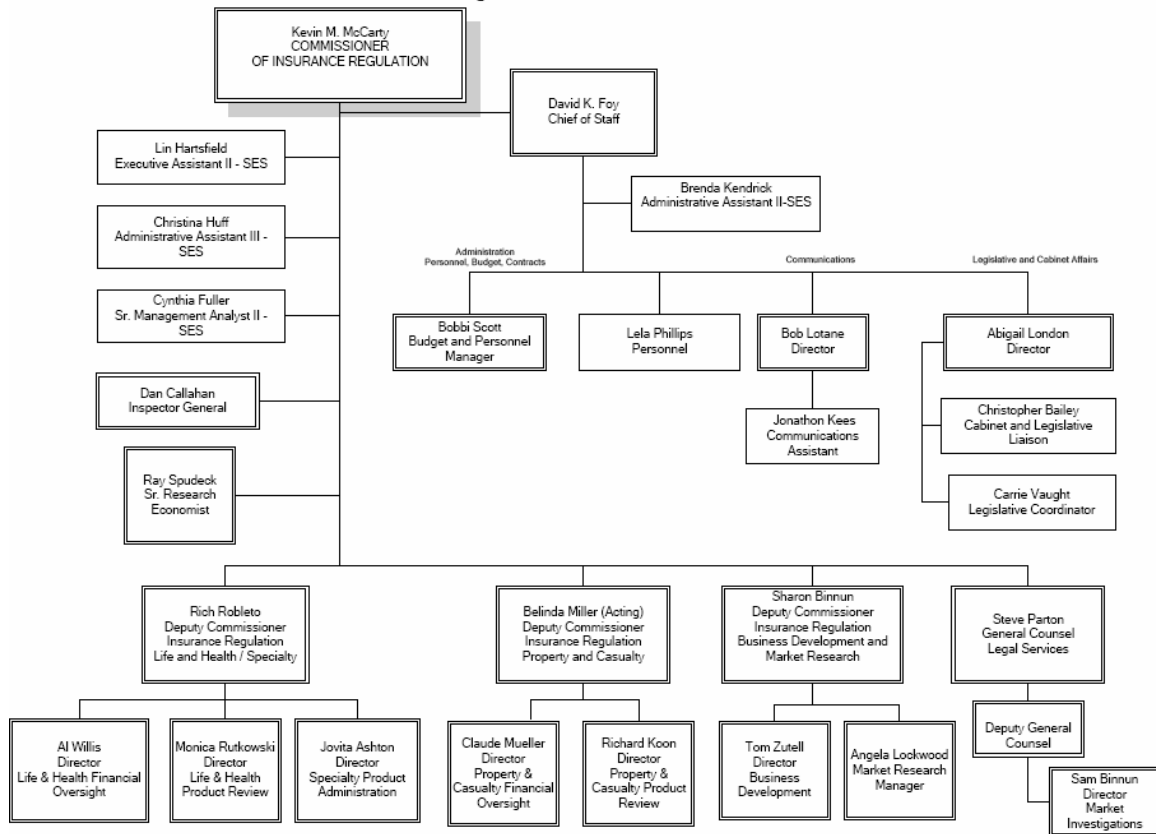 Kevin M. McCarty
COMMISSIONER
OF INSURANCE REGULATION
David K. Foy
Chief of Staff
Lin Hartsfield
Executive Assistant II - SES
Brenda Kendrick
Administrative Assistant II-SES
Christina Huff
Administrative Assistant III -
SES
Administration
Personnel, Budget, Contracts
Communications
Legislative and Cabinet Affairs
Cynthia Fuller
Sr. Management Analyst II -
SES
Bobbi Scott
Budget and Personnel
Manager
Lela Phillips
Personnel
Bob Lotane
Director
Abigail London
Director
Dan Callahan
Inspector General
Jonathon Kees
Communications
Assistant
Christopher Bailey
Cabinet and Legislative
Liaison
Ray Spudeck
Sr. Research
Economist
Carrie Vaught
Legislative Coordinator
Rich Robleto
Deputy Commissioner
Insurance Regulation
Life and Health / Specialty
Belinda Miller (Acting)
Deputy Commissioner
Insurance Regulation
Property and Casualty
Sharon Binnun
Deputy Commissioner
Insurance Regulation
Business Development and
Market Research
Steve Parton
General Counsel
Legal Services
Al Willis
Director
Life & Health Financial
Oversight
Monica Rutkowski
Director
Life & Health
Product Review
Jovita Ashton
Director
Specialty Product
Administration
Claude Mueller
Director
Property &
Casualty Financial
Oversight
Richard Koon
Director
Property &
Casualty Product
Review
Tom Zutell
Director
Business
Development
Angela Lockwood
Market Research
Manager
Deputy General
Counsel
Sam Binnun
Director
Market
Investigations